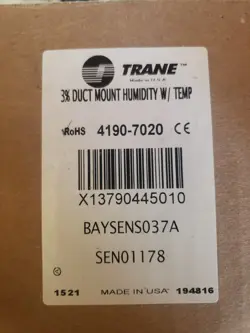 TRANE™
Made in U.S.A.
3% DUCT MOUNT HUMIDITY W/ TEMP
RoHS 4190-7020 CE
X13790445010
BAYSENS037A
SEN01178
1521 MADE IN USA 194816